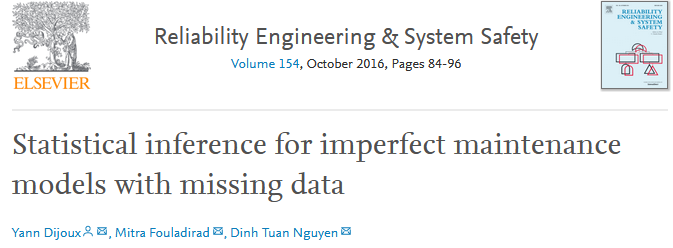 Reliability Engineering & System Safety
Volume 154, October 2016, Pages 84-96
ELSEVIER
RELIABILITY
ENGINEERING
& SYSTEM
SAFETY
Statistical inference for imperfect maintenance
models with missing data
Yann Dijoux, Mitra Fouladirad, Dinh Tuan Nguyen